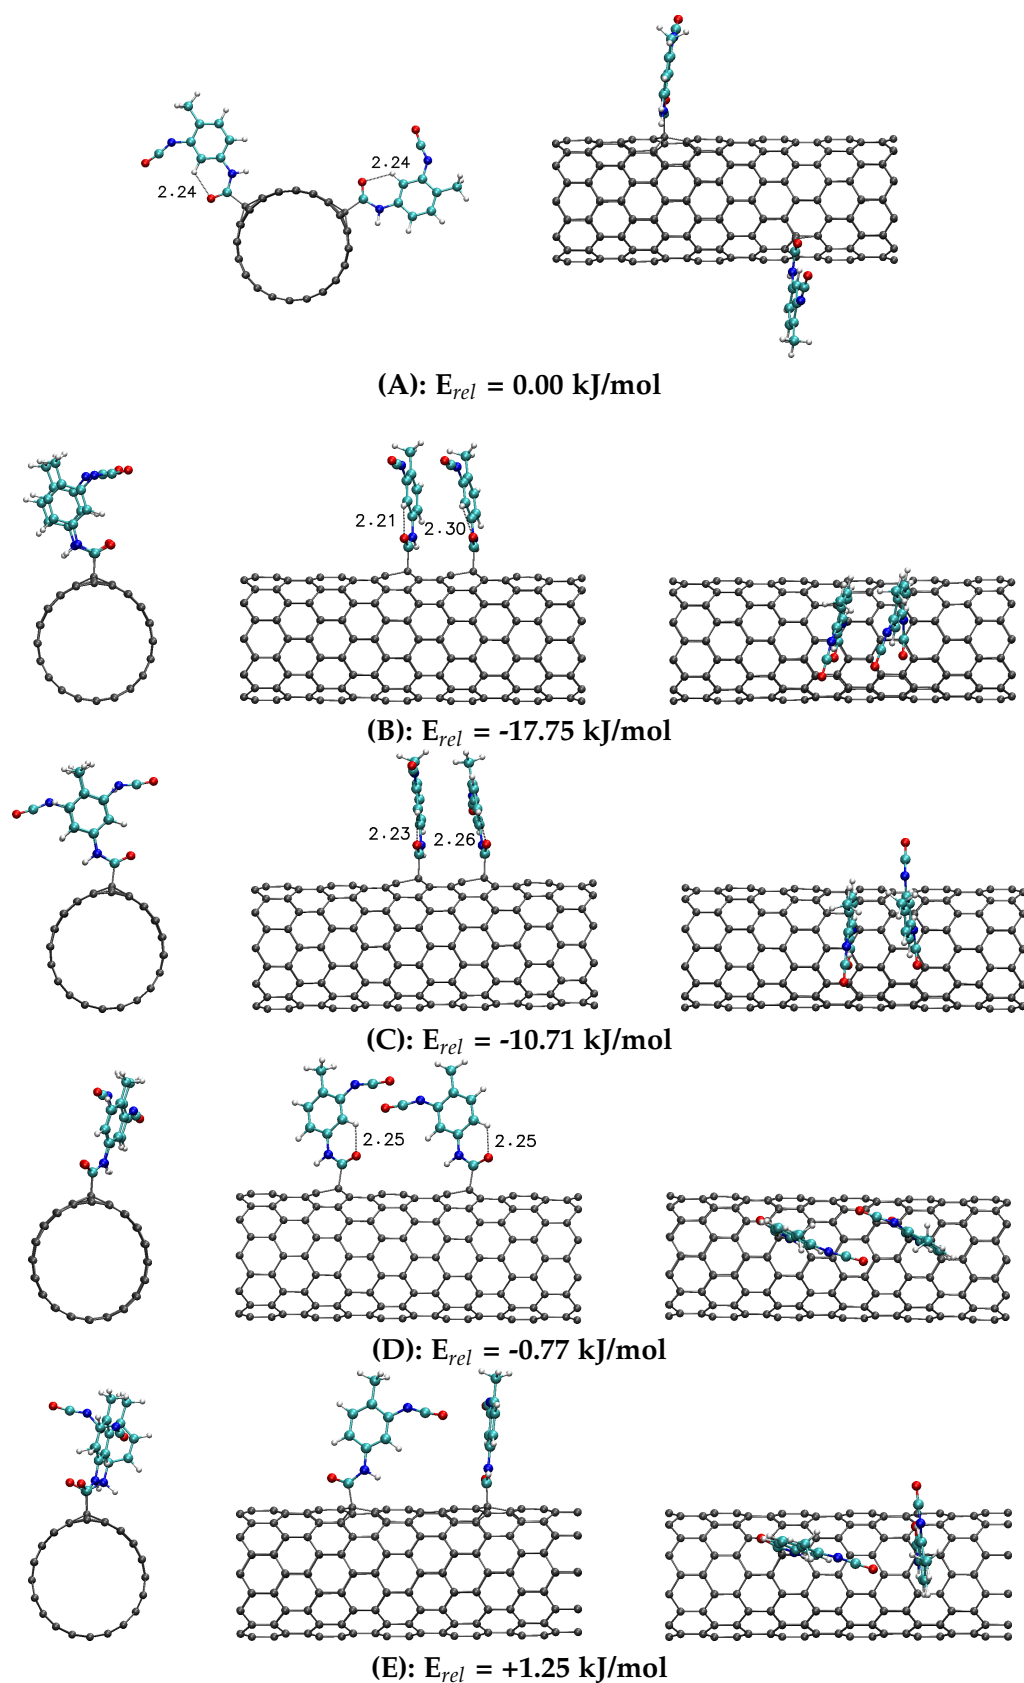 2.24
2.24
(A): E_rel = 0.00 kJ/mol
2.21
2.30
(B): E_rel = -17.75 kJ/mol
2.23
2.26
(C): E_rel = -10.71 kJ/mol
2.25
2.25
(D): E_rel = -0.77 kJ/mol
(E): E_rel = +1.25 kJ/mol